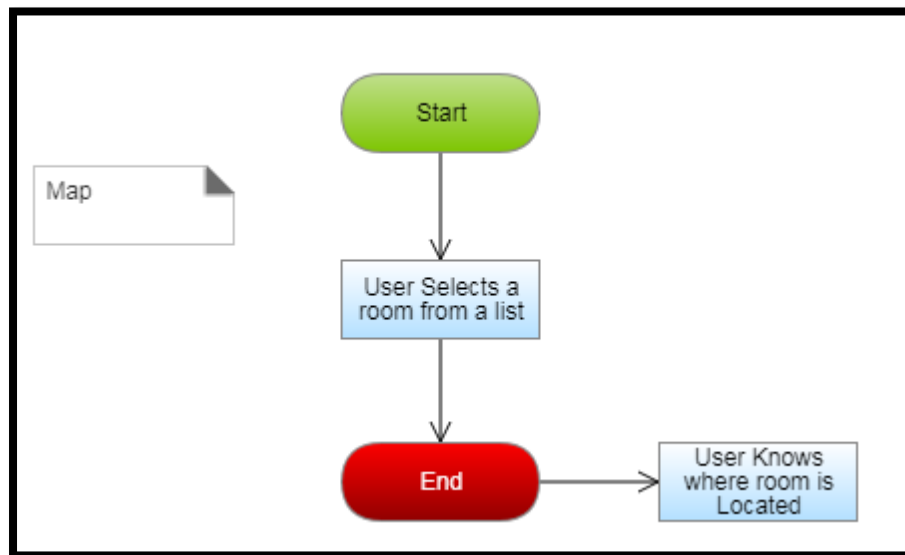 Start
Map
User Selects a
room from a list
End
User Knows
where room is
Located